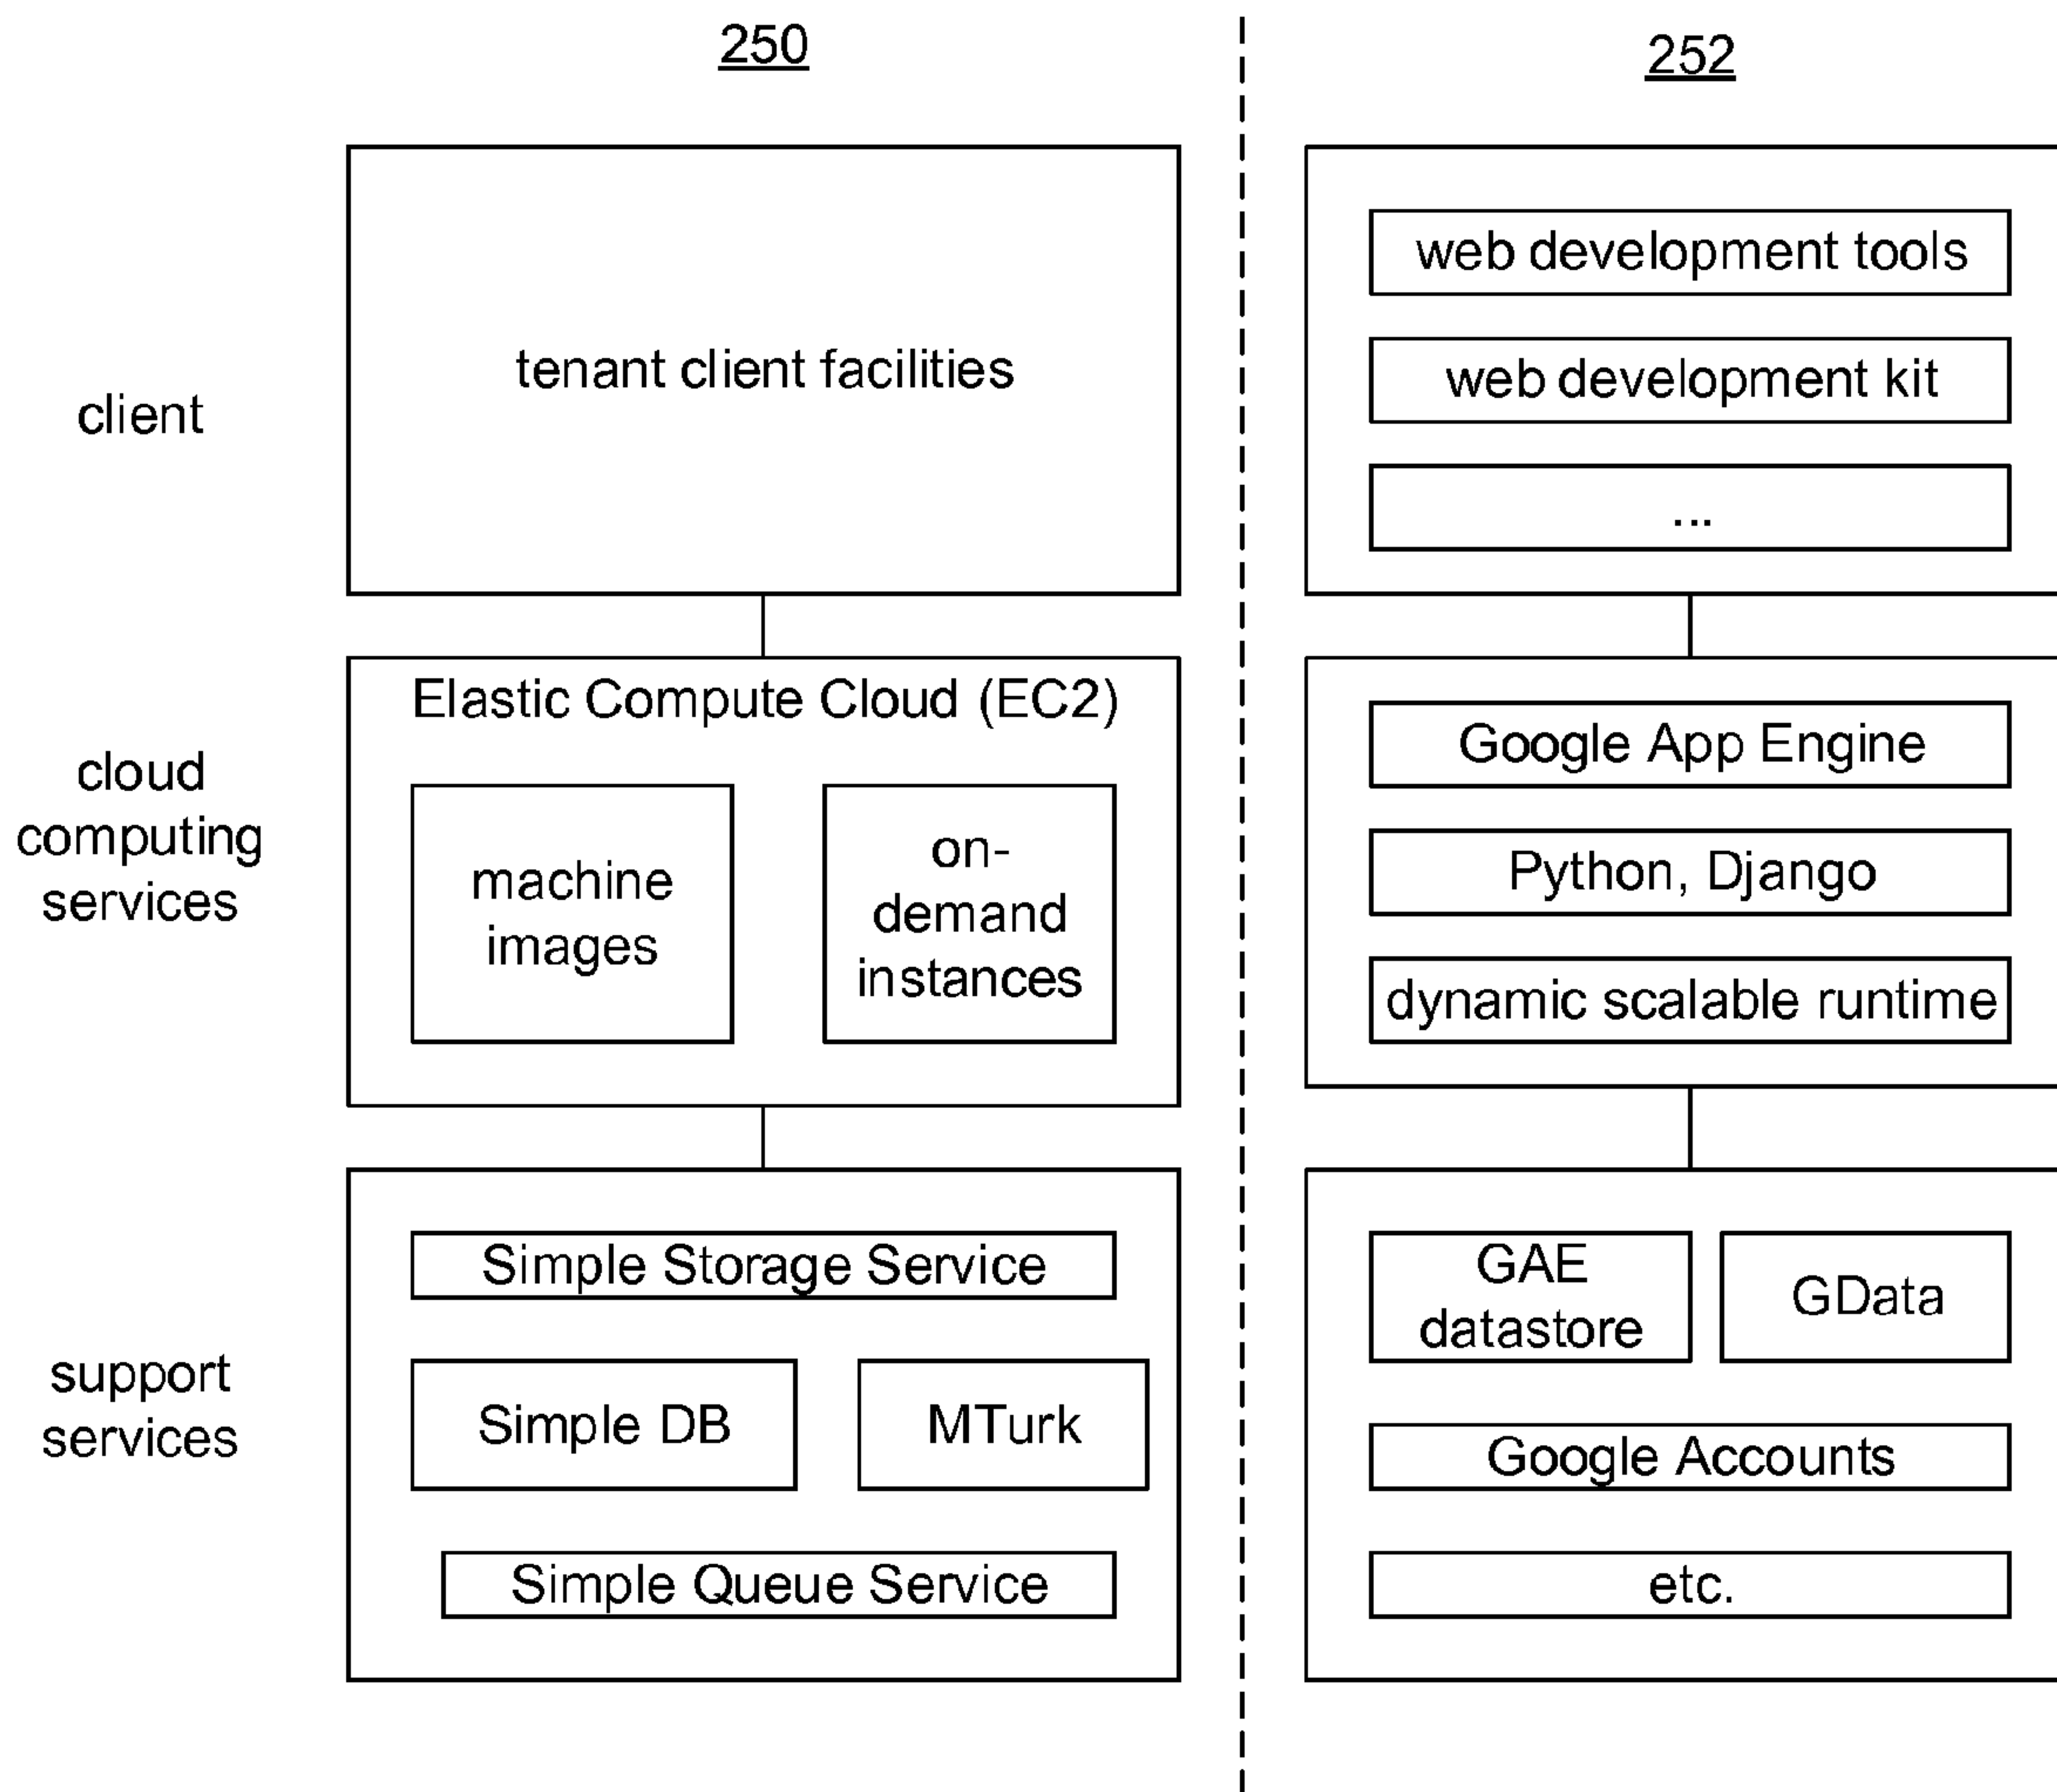 250
252
client
tenant client facilities
web development tools
web development kit
...
cloud
computing
services
Elastic Compute Cloud (EC2)
machine
images
on-
demand
instances
Google App Engine
Python, Django
dynamic scalable runtime
support
services
Simple Storage Service
Simple DB
MTurk
Simple Queue Service
GAE
datastore
GData
Google Accounts
etc.